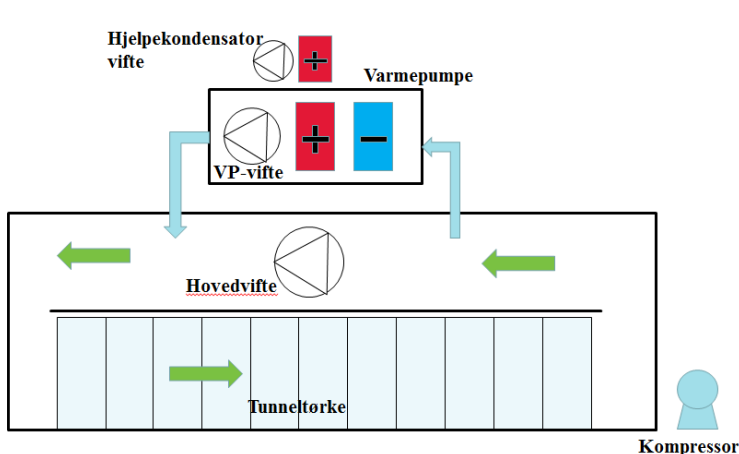 Hjelpekondensator
vifte
Varmepumpe
VP-vifte
Hovedvifte
Tunneltørke
Kompressor